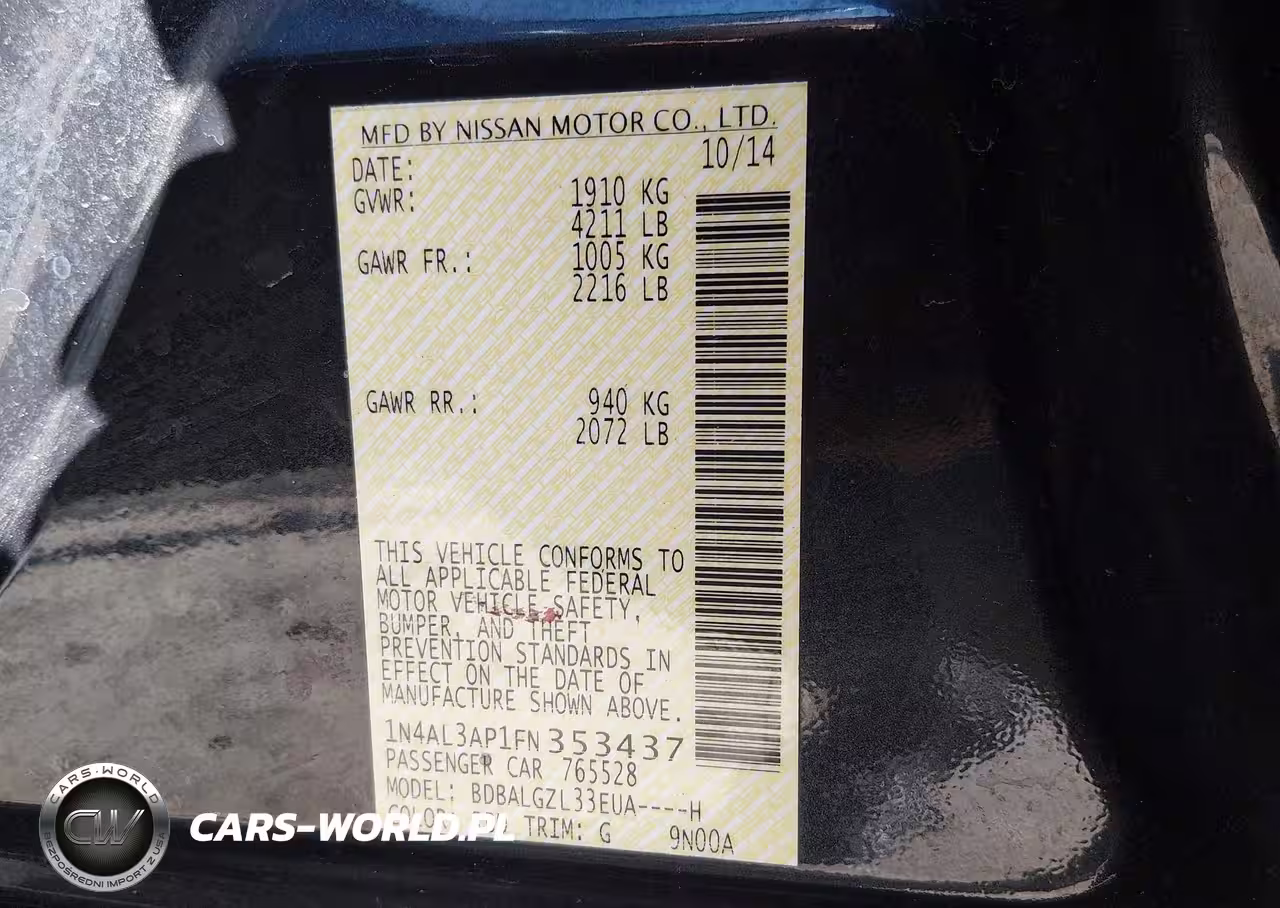 MFD BY NISSAN MOTOR CO., LTD.
DATE: 10/14
GVWR: 1910 KG
4211 LB
GAWR FR.: 1005 KG
2216 LB
GAWR RR.: 940 KG
2072 LB
THIS VEHICLE CONFORMS TO
ALL APPLICABLE FEDERAL
MOTOR VEHICLE SAFETY,
BUMPER, AND THEFT
PREVENTION STANDARDS IN
EFFECT ON THE DATE OF
MANUFACTURE SHOWN ABOVE.
1N4AL3AP1FN353437
PASSENGER CAR 765528
MODEL: BDBALGZL33EUA----H
TRIM: G 9N00A
CARS-WORLD
CW
BEZPOŚREDNI IMPORT Z USA
CARS-WORLD.PL